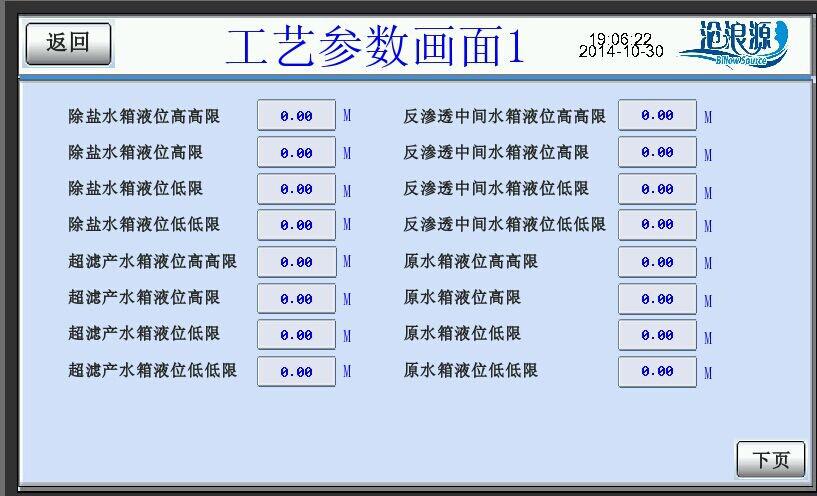 返回
工艺参数画面1
19:06:22
2014-10-30
沧浪源
Billow Source
除盐水箱液位高高限 0.00 M 反渗透中间水箱液位高高限 0.00 M
除盐水箱液位高限 0.00 M 反渗透中间水箱液位高限 0.00 M
除盐水箱液位低限 0.00 M 反渗透中间水箱液位低限 0.00 M
除盐水箱液位低低限 0.00 M 反渗透中间水箱液位低低限 0.00 M
超滤产水箱液位高高限 0.00 M 原水箱液位高高限 0.00 M
超滤产水箱液位高限 0.00 M 原水箱液位高限 0.00 M
超滤产水箱液位低限 0.00 M 原水箱液位低限 0.00 M
超滤产水箱液位低低限 0.00 M 原水箱液位低低限 0.00 M
下页